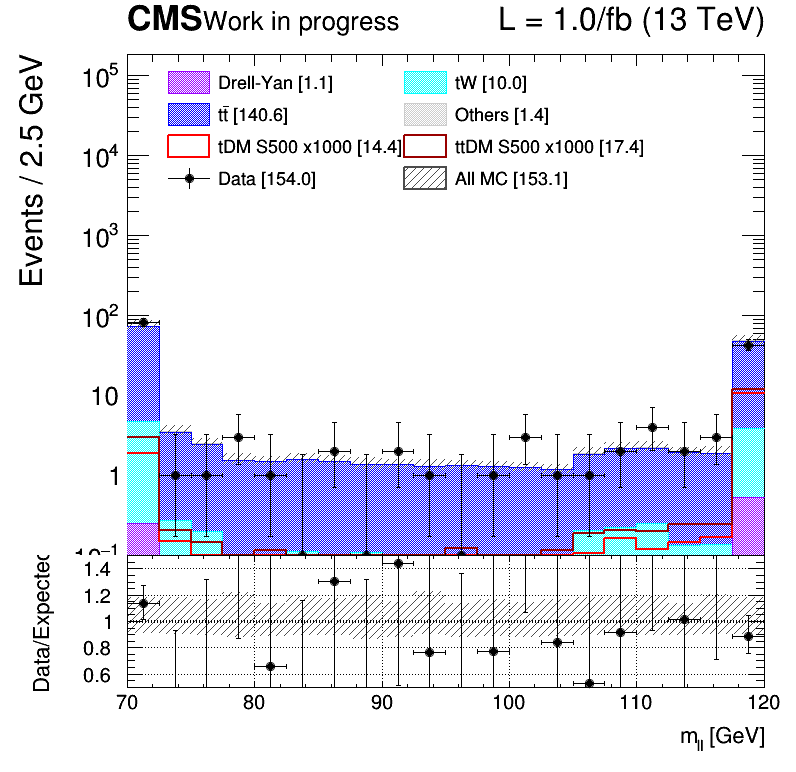 CMS Work in progress L = 1.0/fb (13 TeV)
Events / 2.5 GeV
10⁵
10⁴
10³
10²
10
1
10⁻¹
Drell-Yan [1.1]
tW [10.0]
tt̄ [140.6]
Others [1.4]
tDM S500 x1000 [14.4]
ttDM S500 x1000 [17.4]
Data [154.0]
All MC [153.1]
Data/Expected
1.4
1.2
1
0.8
0.6
70 80 90 100 110 120
m_ll [GeV]